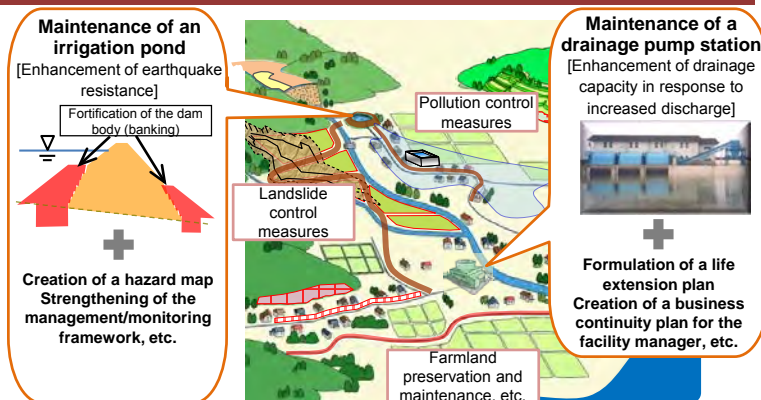 Maintenance of an
irrigation pond
[Enhancement of earthquake
resistance]
Fortification of the dam
body (banking)
Creation of a hazard map
Strengthening of the
management/monitoring
framework, etc.
Pollution control
measures
Landslide
control
measures
Farmland
preservation and
maintenance, etc.
Maintenance of a
drainage pump station
[Enhancement of drainage
capacity in response to
increased discharge]
Formulation of a life
extension plan
Creation of a business
continuity plan for the
facility manager, etc.